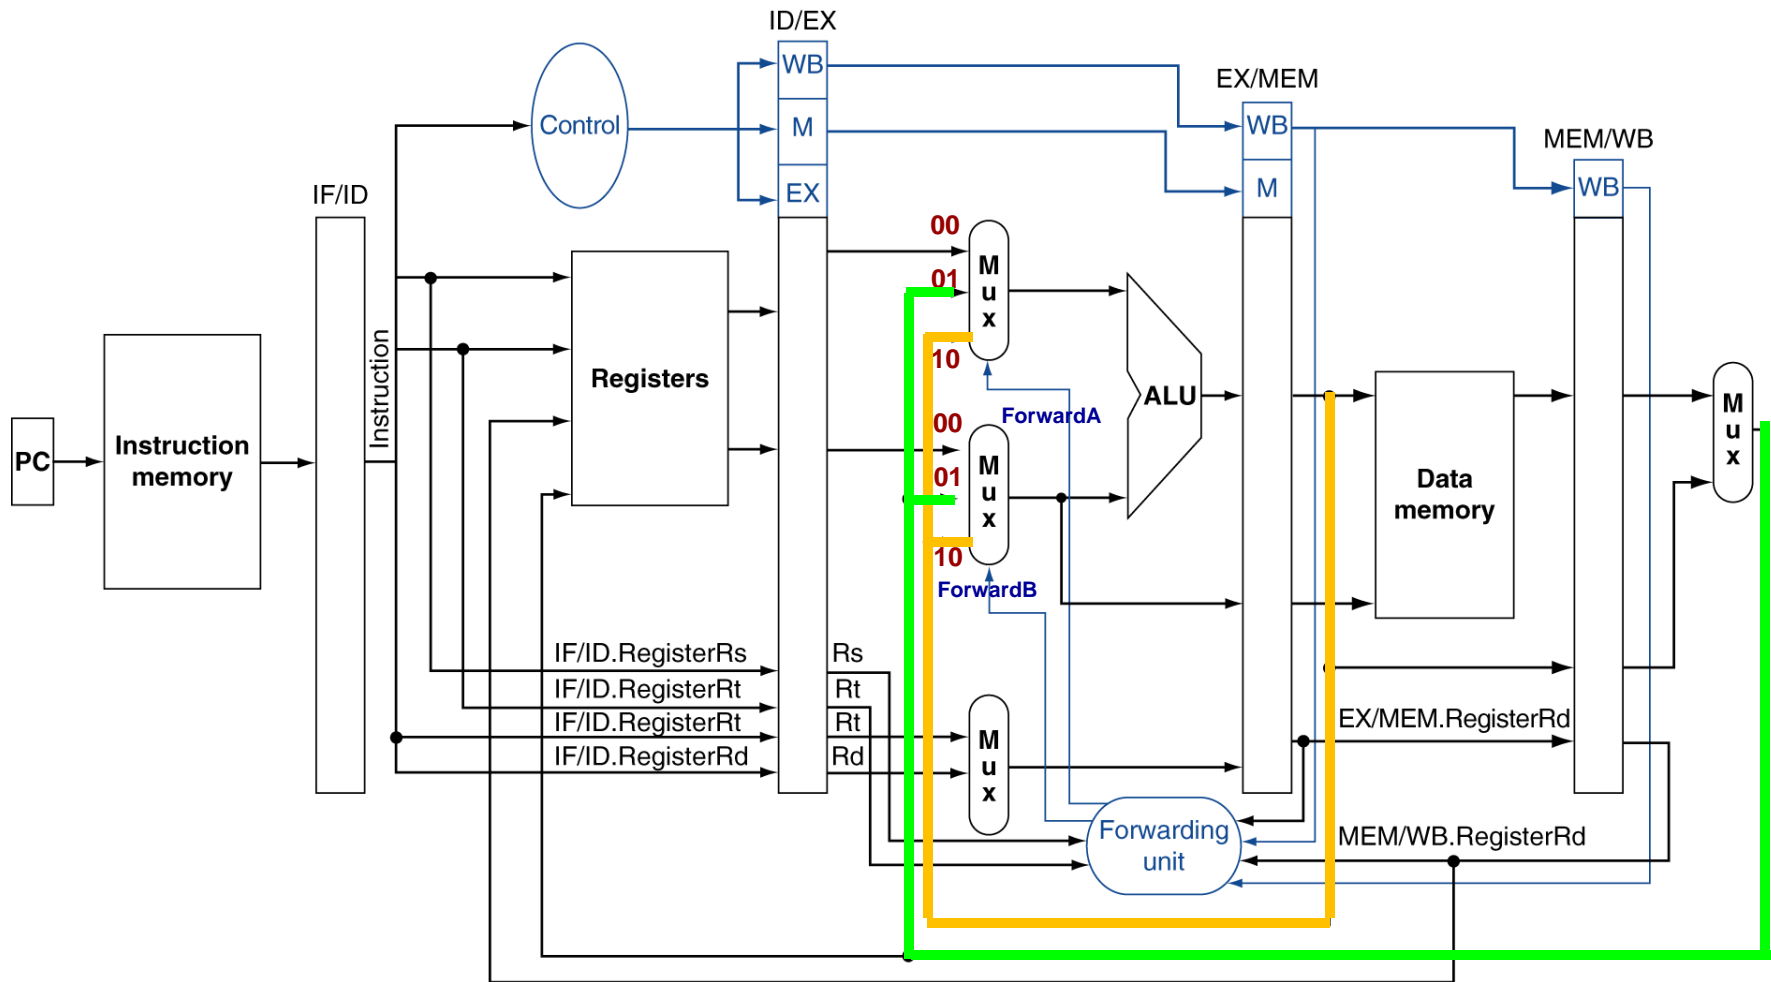 ID/EX
WB
M
EX
Control
EX/MEM
WB
M
MEM/WB
WB
IF/ID
Instruction
PC
Instruction
memory
Registers
00
01
10
M
u
x
ForwardA
00
01
10
M
u
x
ForwardB
ALU
Data
memory
M
u
x
IF/ID.RegisterRs
IF/ID.RegisterRt
IF/ID.RegisterRt
IF/ID.RegisterRd
Rs
Rt
Rt
Rd
M
u
x
EX/MEM.RegisterRd
Forwarding
unit
MEM/WB.RegisterRd